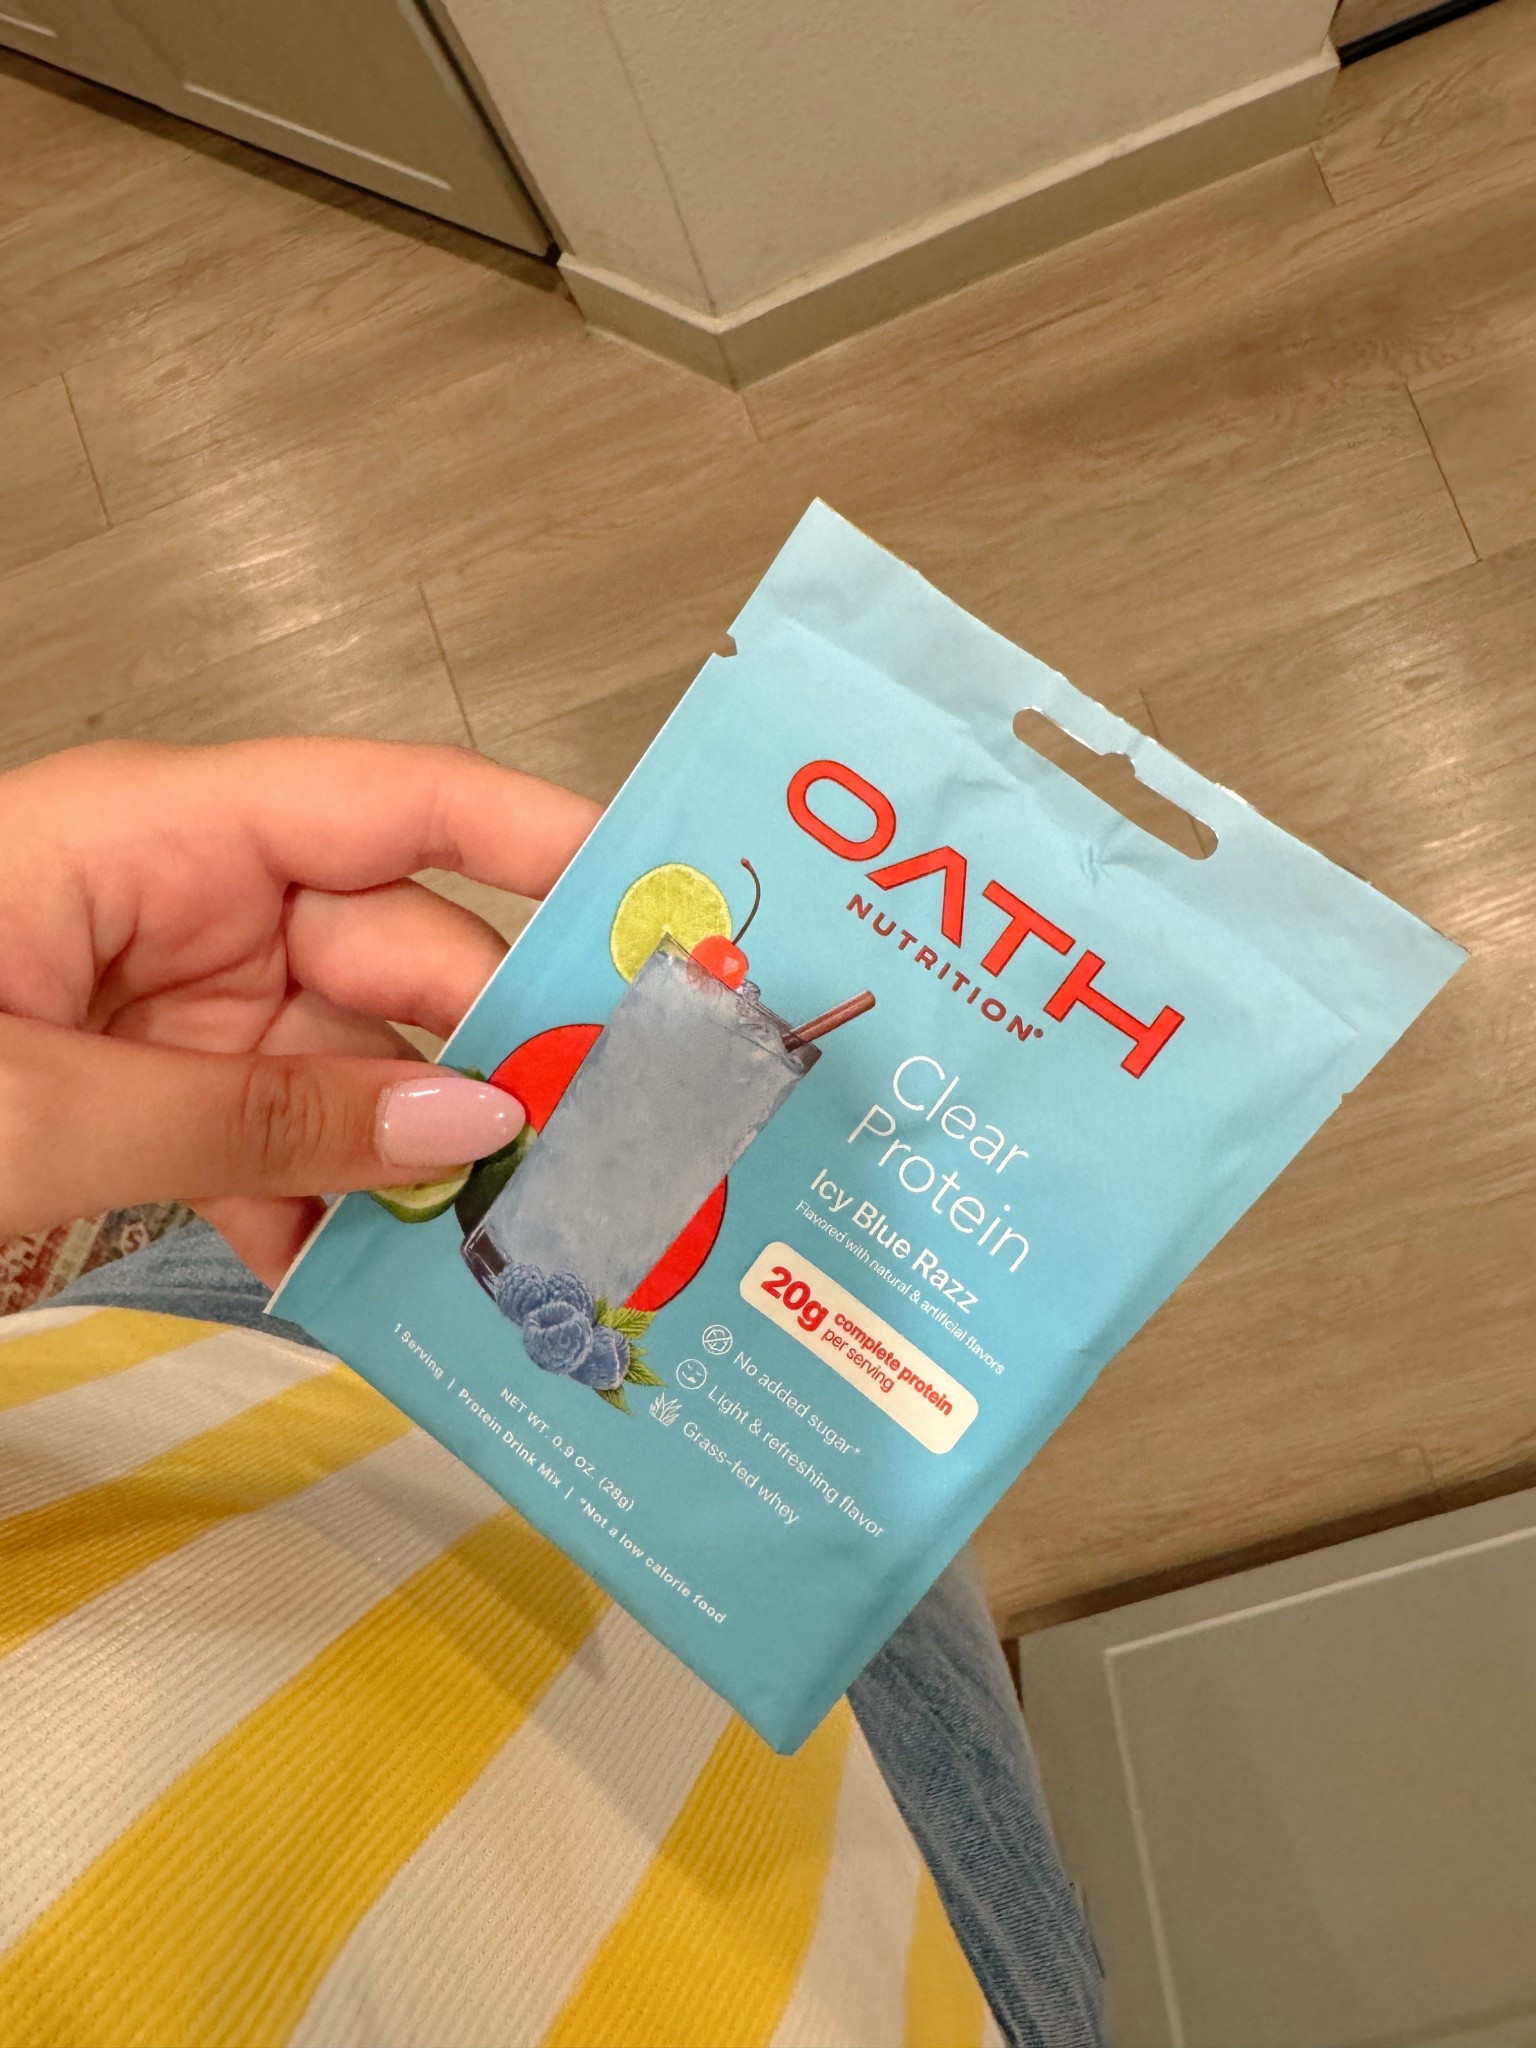 OATH
NUTRITION®
Clear
Protein
Icy Blue Razz
Flavored with natural & artificial flavors
20g complete protein
per serving
No added sugar*
Light & refreshing flavor
Grass-fed whey
NET WT. 0.9 OZ. (28g)
1 Serving | Protein Drink Mix | *Not a low calorie food